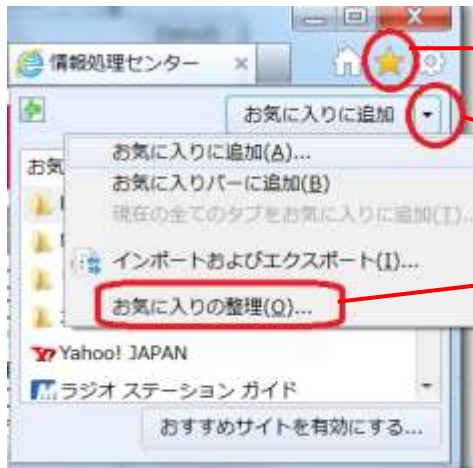 情報処理センター
お気に入りに追加
お気
お気に入りに追加(A)...
お気に入りバーに追加(B)
現在の全てのタブをお気に入りに追加(T)...
インポートおよびエクスポート(I)...
お気に入りの整理(O)...
Yahoo! JAPAN
ラジオ ステーション ガイド
おすすめサイトを有効にする...